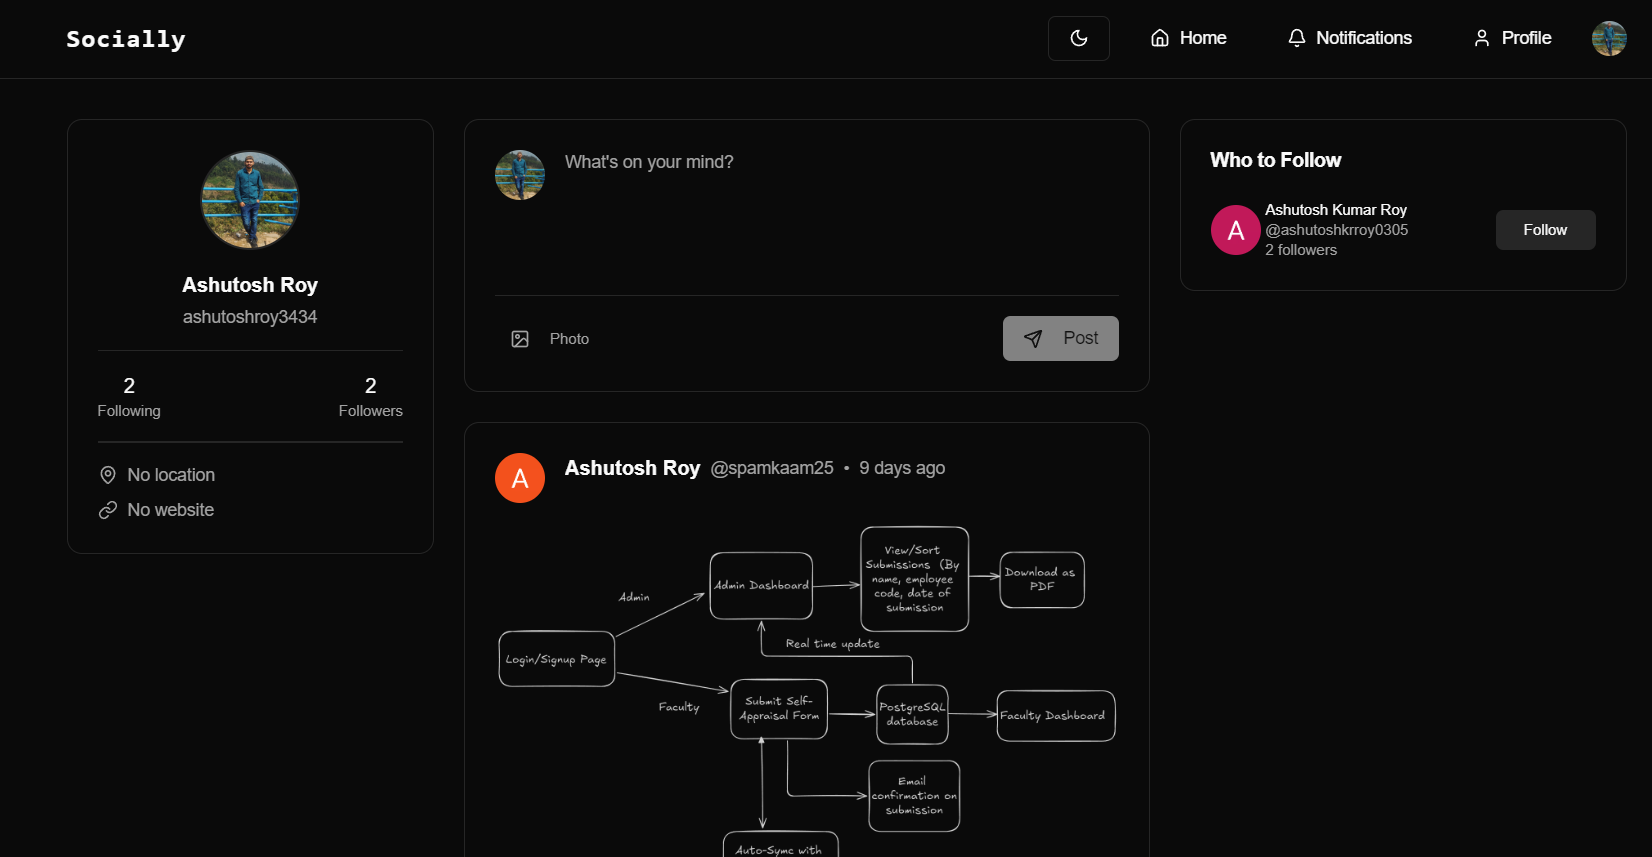 Socially
Home
Notifications
Profile
Ashutosh Roy
ashutoshroy3434
2
Following
2
Followers
No location
No website
What's on your mind?
Photo
Post
Who to Follow
A
Ashutosh Kumar Roy
@ashutoshkrroy0305
2 followers
Follow
A
Ashutosh Roy @spamkaam25 • 9 days ago
View/Sort
Submissions (By
name, employee
code, date of
submission
Download as
PDF
Admin Dashboard
Admin
Real time update
Login/Signup Page
Faculty
Submit Self-
Appraisal Form
PostgreSQL
database
Faculty Dashboard
Email
confirmation on
submission
Auto-Sync with